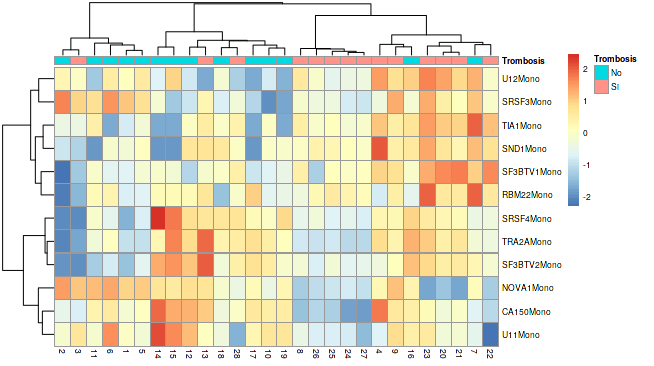 Trombosis
U12Mono
SRSF3Mono
TIA1Mono
SND1Mono
SF3BTV1Mono
RBM22Mono
SRSF4Mono
TRA2AMono
SF3BTV2Mono
NOVA1Mono
CA150Mono
U11Mono
2 3 11 6 1 5 14 15 12 13 18 28 17 10 19 8 26 25 24 27 4 9 16 23 20 21 7 22
2
1
0
-1
-2
Trombosis
No
SI